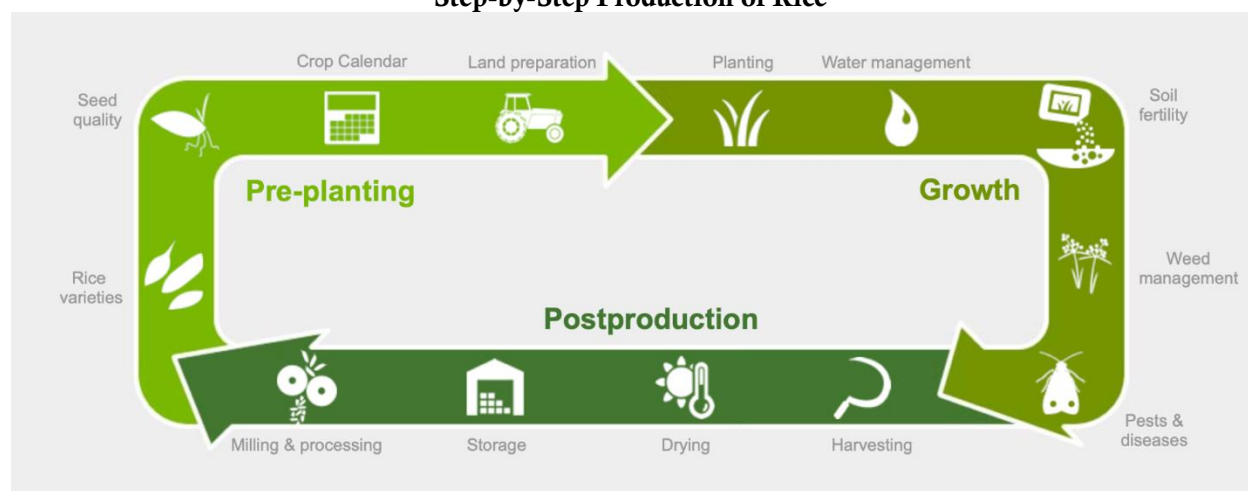 Step-by-Step Production of Rice
Crop Calendar
Land preparation
Planting
Water management
Seed
quality
Soil
fertility
Pre-planting
Growth
Rice
varieties
Weed
management
Postproduction
Milling & processing
Storage
Drying
Harvesting
Pests &
diseases